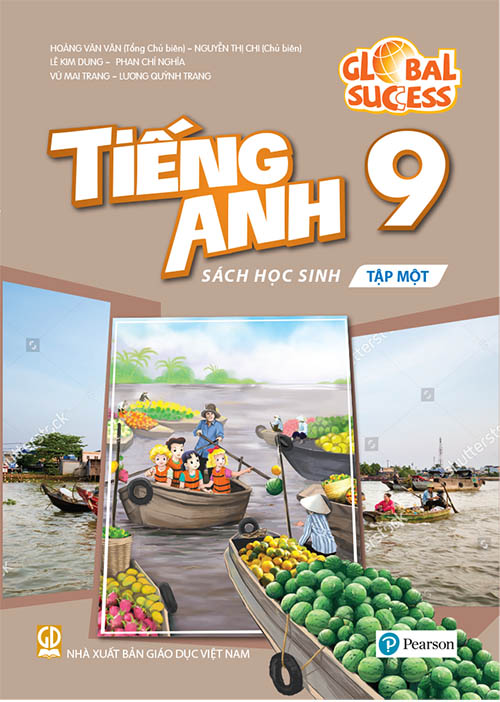 HOÀNG VĂN VÂN (Tổng Chủ biên) – NGUYỄN THỊ CHI (Chủ biên)
LÊ KIM DUNG – PHAN CHÍ NGHĨA
VŨ MAI TRANG – LƯƠNG QUỲNH TRANG
GLOBAL
SUCCESS
TIẾNG
ANH 9
SÁCH HỌC SINH TẬP MỘT
GD
NHÀ XUẤT BẢN GIÁO DỤC VIỆT NAM
Pearson